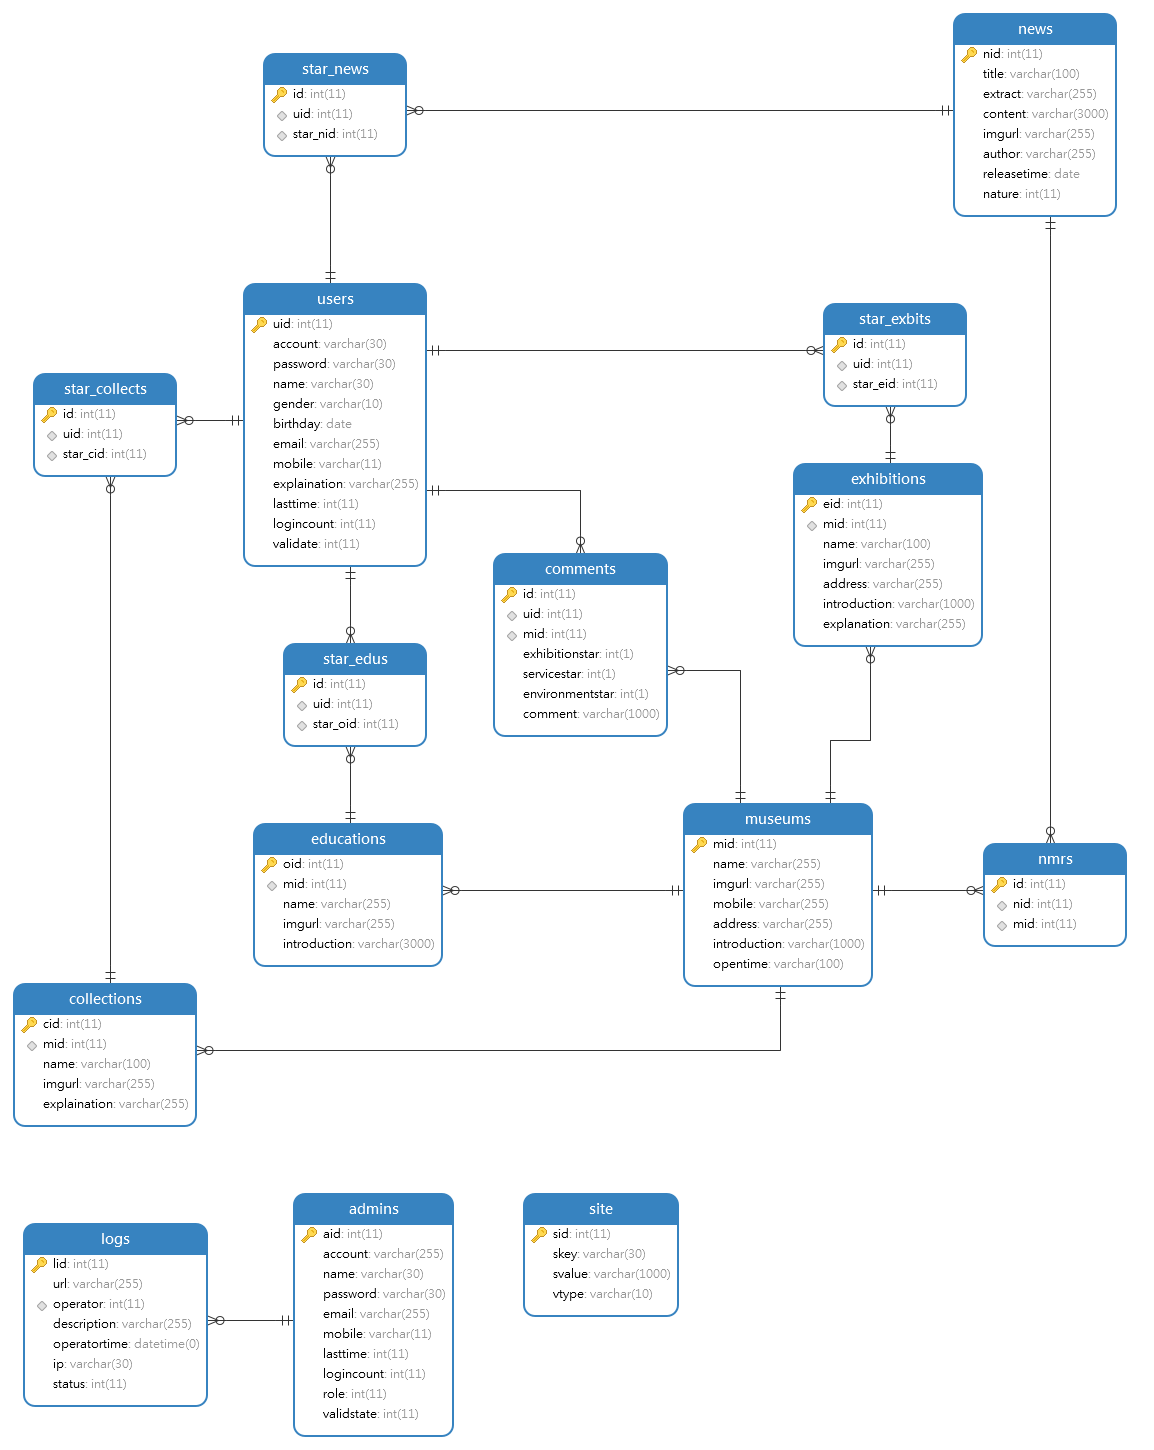 news
nid: int(11)
title: varchar(100)
extract: varchar(255)
content: varchar(3000)
imgurl: varchar(255)
author: varchar(255)
releasetime: date
nature: int(11)
star_news
id: int(11)
uid: int(11)
star_nid: int(11)
users
uid: int(11)
account: varchar(30)
password: varchar(30)
name: varchar(30)
gender: varchar(10)
birthday: date
email: varchar(255)
mobile: varchar(11)
explaination: varchar(255)
lasttime: int(11)
logincount: int(11)
validate: int(11)
star_exbits
id: int(11)
uid: int(11)
star_eid: int(11)
star_collects
id: int(11)
uid: int(11)
star_cid: int(11)
exhibitions
eid: int(11)
mid: int(11)
name: varchar(100)
imgurl: varchar(255)
address: varchar(255)
introduction: varchar(1000)
explanation: varchar(255)
comments
id: int(11)
uid: int(11)
mid: int(11)
exhibitionstar: int(1)
servicestar: int(1)
environmentstar: int(1)
comment: varchar(1000)
star_edus
id: int(11)
uid: int(11)
star_oid: int(11)
educations
oid: int(11)
mid: int(11)
name: varchar(255)
imgurl: varchar(255)
introduction: varchar(3000)
museums
mid: int(11)
name: varchar(255)
imgurl: varchar(255)
mobile: varchar(255)
address: varchar(255)
introduction: varchar(1000)
opentime: varchar(100)
nmrs
id: int(11)
nid: int(11)
mid: int(11)
collections
cid: int(11)
mid: int(11)
name: varchar(100)
imgurl: varchar(255)
explaination: varchar(255)
logs
lid: int(11)
url: varchar(255)
operator: int(11)
description: varchar(255)
operatortime: datetime(0)
ip: varchar(30)
status: int(11)
admins
aid: int(11)
account: varchar(255)
name: varchar(30)
password: varchar(30)
email: varchar(255)
mobile: varchar(11)
lasttime: int(11)
logincount: int(11)
role: int(11)
validstate: int(11)
site
sid: int(11)
skey: varchar(30)
svalue: varchar(1000)
vtype: varchar(10)